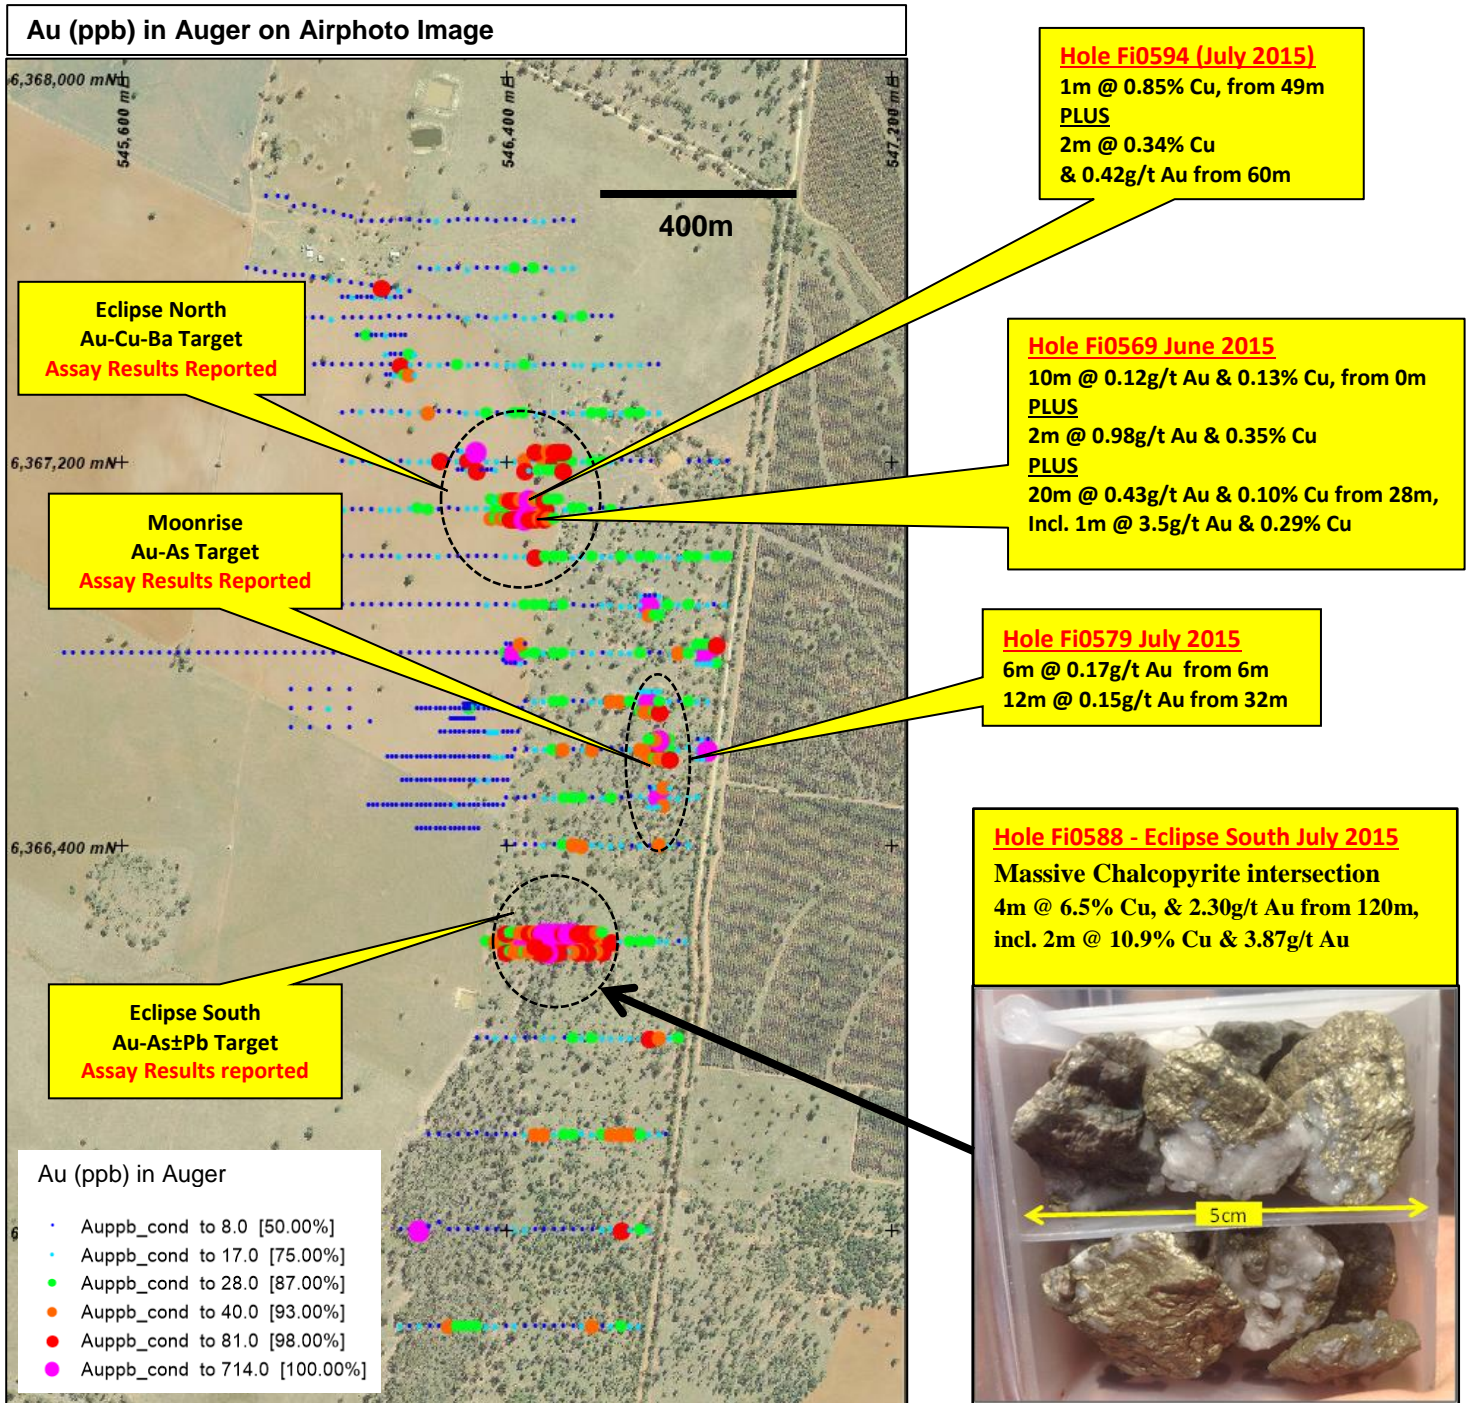 Au (ppb) in Auger on Airphoto Image
6,368,000 mN
545,600 mE
546,400 mE
547,200 mE
400m
Hole Fi0594 (July 2015)
1m @ 0.85% Cu, from 49m
PLUS
2m @ 0.34% Cu
& 0.42g/t Au from 60m
Eclipse North
Au-Cu-Ba Target
Assay Results Reported
Hole Fi0569 June 2015
10m @ 0.12g/t Au & 0.13% Cu, from 0m
PLUS
2m @ 0.98g/t Au & 0.35% Cu
PLUS
20m @ 0.43g/t Au & 0.10% Cu from 28m,
Incl. 1m @ 3.5g/t Au & 0.29% Cu
6,367,200 mN
Moonrise
Au-As Target
Assay Results Reported
Hole Fi0579 July 2015
6m @ 0.17g/t Au from 6m
12m @ 0.15g/t Au from 32m
6,366,400 mN
Hole Fi0588 - Eclipse South July 2015
Massive Chalcopyrite intersection
4m @ 6.5% Cu, & 2.30g/t Au from 120m,
incl. 2m @ 10.9% Cu & 3.87g/t Au
Eclipse South
Au-As±Pb Target
Assay Results reported
5cm
Au (ppb) in Auger
Auppb_cond to 8.0 [50.00%]
Auppb_cond to 17.0 [75.00%]
Auppb_cond to 28.0 [87.00%]
Auppb_cond to 40.0 [93.00%]
Auppb_cond to 81.0 [98.00%]
Auppb_cond to 714.0 [100.00%]